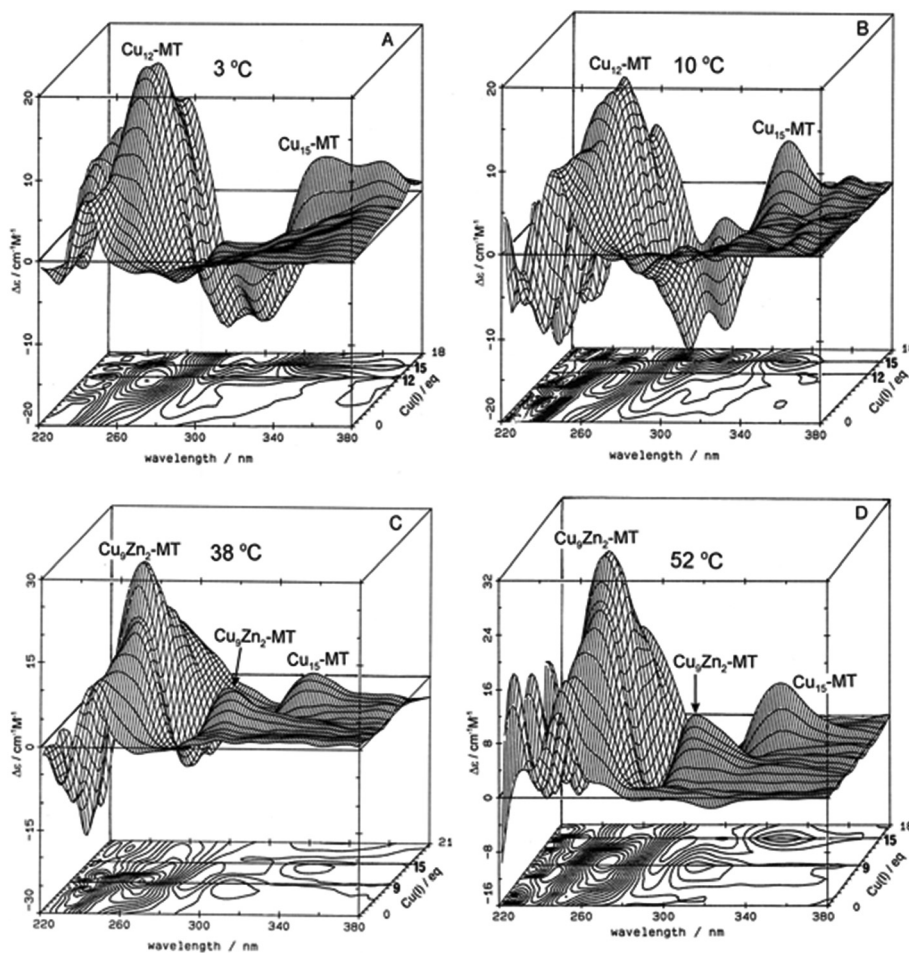 A
Cu12-MT
3 °C
Cu15-MT
20
10
0
−10
−20
Δε / cm⁻¹M⁻¹
220
260
300
340
380
wavelength / nm
0
12
15
18
Cu(I) / eq
B
Cu12-MT
10 °C
Cu15-MT
20
10
0
−10
−20
Δε / cm⁻¹M⁻¹
220
260
300
340
380
wavelength / nm
0
12
15
Cu(I) / eq
C
Cu9Zn2-MT
38 °C
Cu9Zn2-MT
Cu15-MT
30
15
0
−15
−30
Δε / cm⁻¹M⁻¹
220
260
300
340
380
wavelength / nm
0
9
15
21
Cu(I) / eq
D
Cu9Zn2-MT
52 °C
Cu9Zn2-MT
Cu15-MT
32
24
16
8
0
−8
−16
Δε / cm⁻¹M⁻¹
220
260
300
340
380
wavelength / nm
0
9
15
Cu(I) / eq